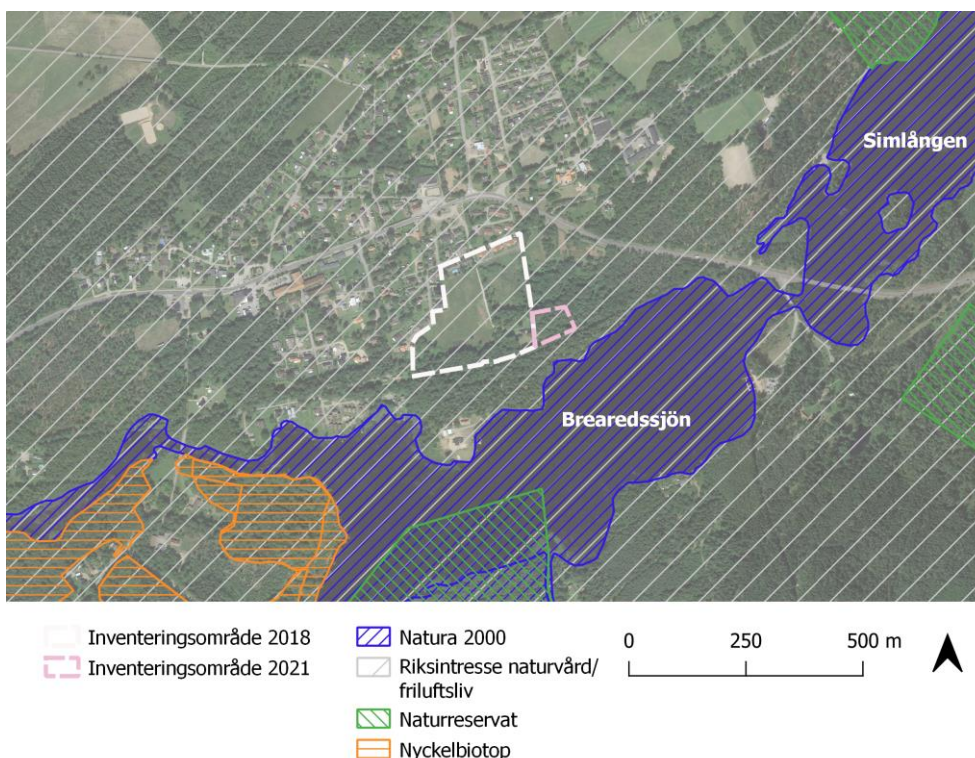 Simlången
Brearedssjön
Inventeringsområde 2018
Inventeringsområde 2021
Natura 2000
Riksintresse naturvård/
friluftsliv
Naturreservat
Nyckelbiotop
0 250 500 m